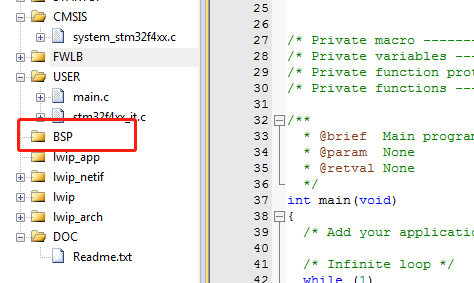 CMSIS
system_stm32f4xx.c
FWLB
USER
main.c
stm32f4xx_it.c
BSP
lwip_app
lwip_netif
lwip
lwip_arch
DOC
Readme.txt
25
26
27 /* Private macro -------
28 /* Private variables ---
29 /* Private function prot
30 /* Private functions ---
31
32 /**
33 * @brief Main program
34 * @param None
35 * @retval None
36 */
37 int main(void)
38 {
39 /* Add your applicatio
40
41 /* Infinite loop */
42 while (1)